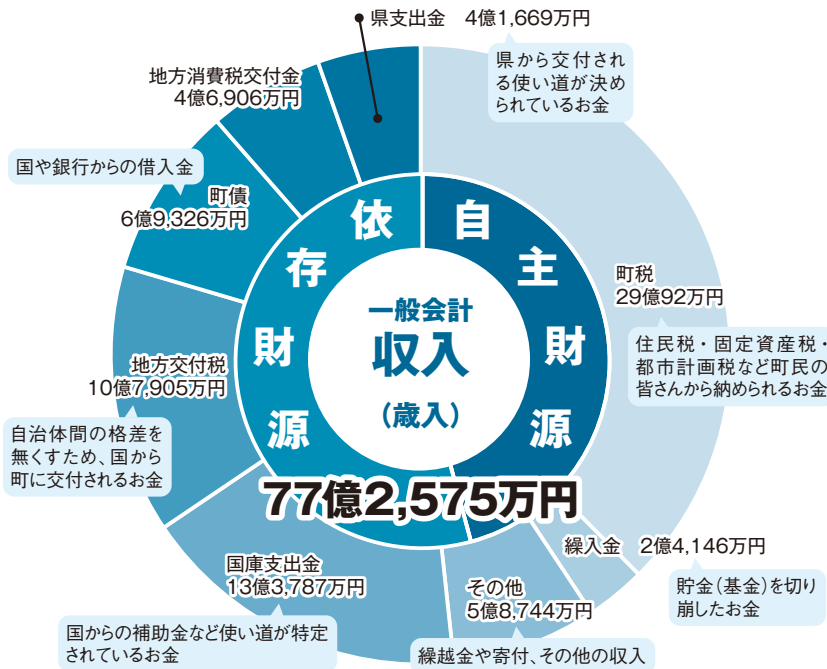 県支出金 4億1,669万円
県から交付され
る使い道が決め
られているお金
地方消費税交付金
4億6,906万円
国や銀行からの借入金
町債
6億9,326万円
地方交付税
10億7,905万円
自治体間の格差を
無くすため、国から
町に交付されるお金
国庫支出金
13億3,787万円
国からの補助金など使い道が特定
されているお金
その他
5億8,744万円
繰越金や寄付、その他の収入
繰入金 2億4,146万円
貯金(基金)を切り
崩したお金
町税
29億92万円
住民税・固定資産税・
都市計画税など町民の
皆さんから納められるお金
自主財源
依存財源
一般会計
収入
(歳入)
77億2,575万円